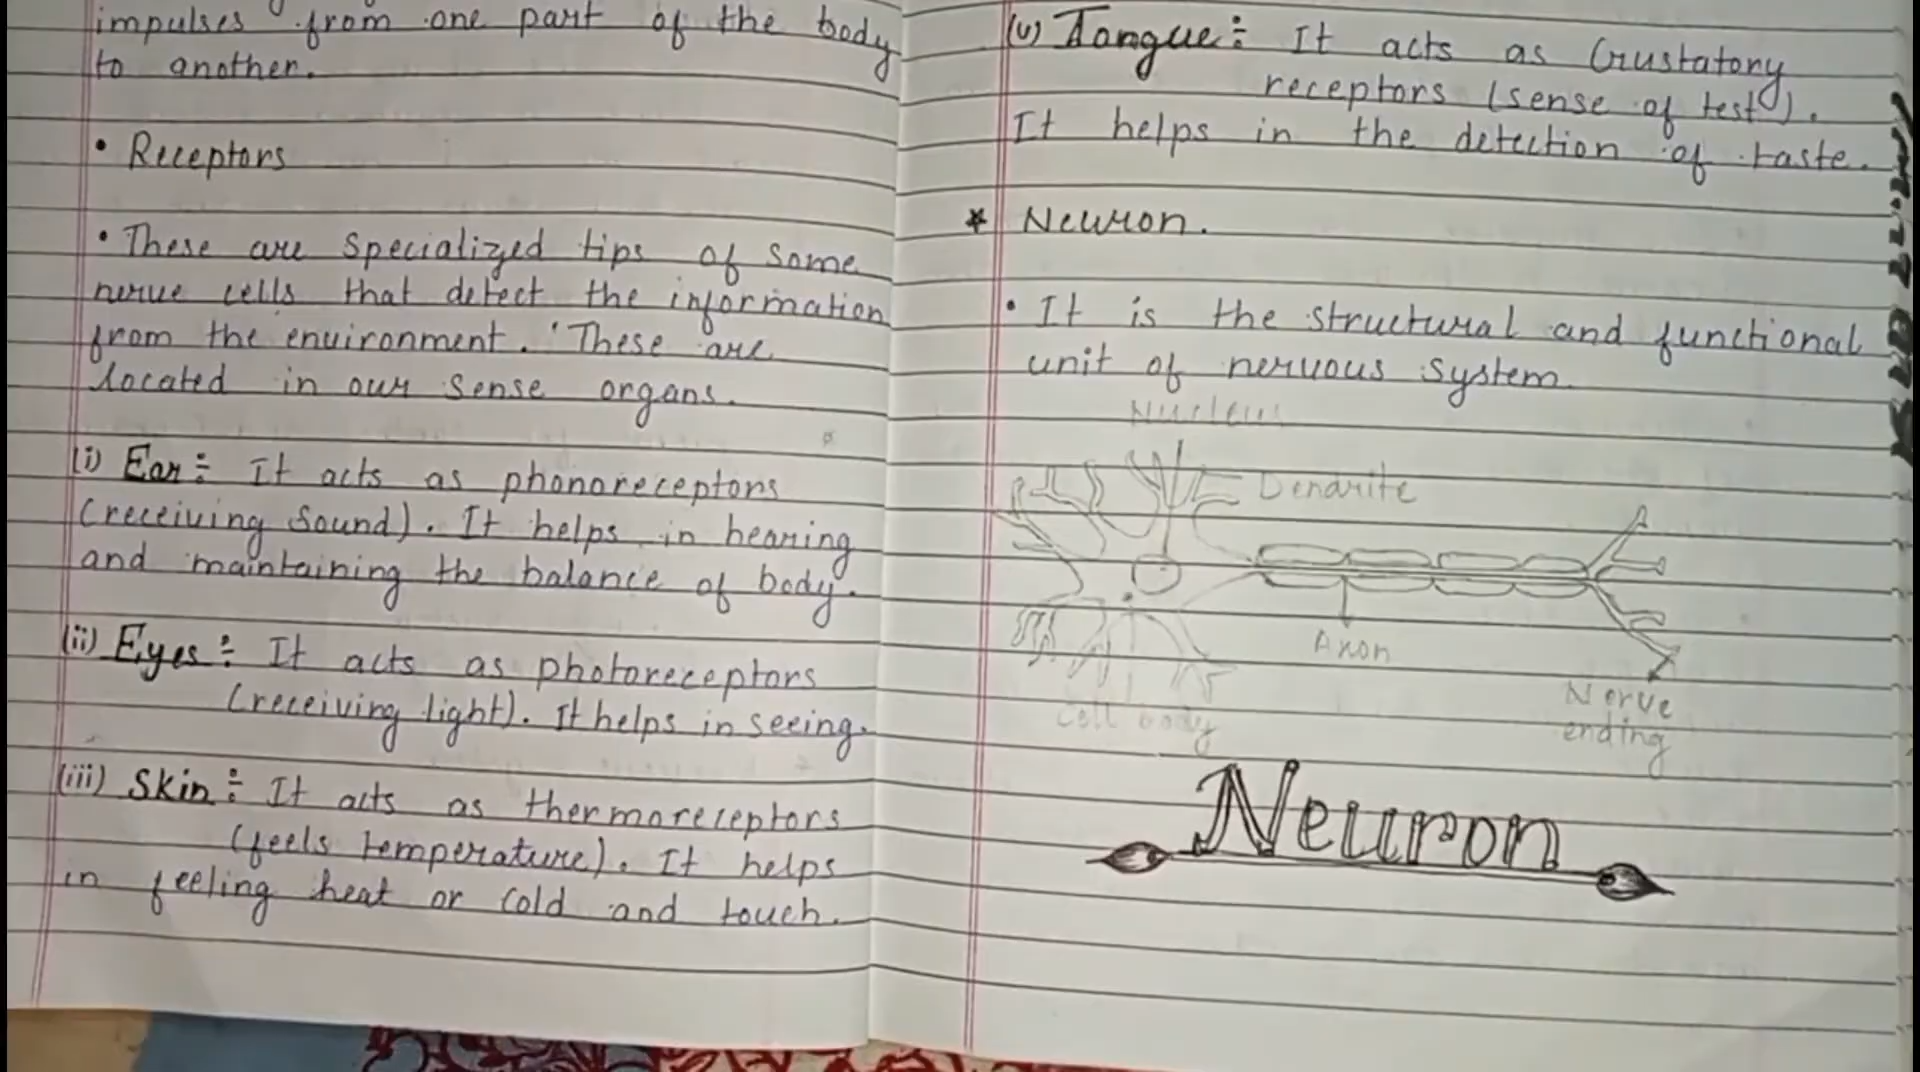 impulses from one part of the body
to another.
• Receptors
• These are specialized tips of some
nerve cells that detect the information
from the environment. These are
located in our sense organs.
(i) Ear÷ It acts as phonoreceptors
(receiving sound). It helps in hearing
and maintaining the balance of body.
(ii) Eyes÷ It acts as photoreceptors
(receiving light). It helps in seeing.
(iii) Skin÷ It acts as thermoreceptors
(feels temperature). It helps
in feeling heat or cold and touch.
(v) Tongue÷ It acts as Grustatory
receptors (sense of test).
It helps in the detection of taste.
* Neuron.
• It is the structural and functional
unit of nervous system
Nucleus
Dendrite
Axon
Cell body
Nerve
ending
Neuron